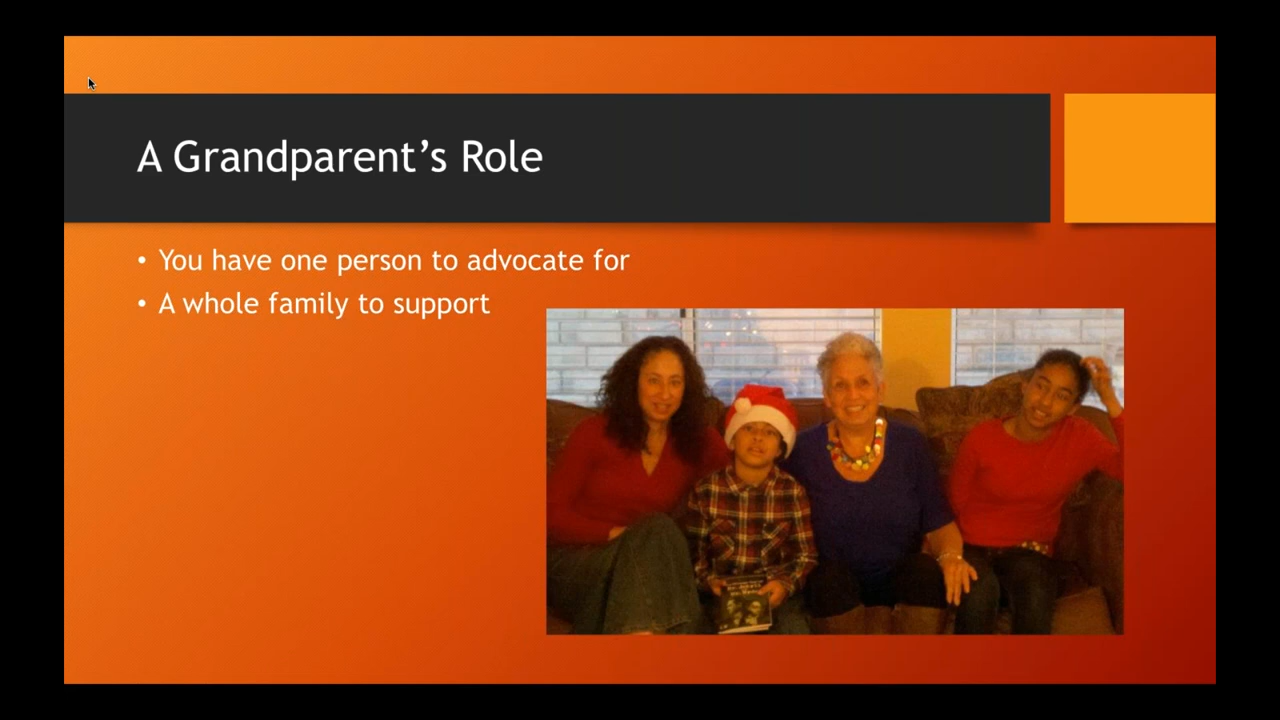 A Grandparent’s Role
• You have one person to advocate for
• A whole family to support